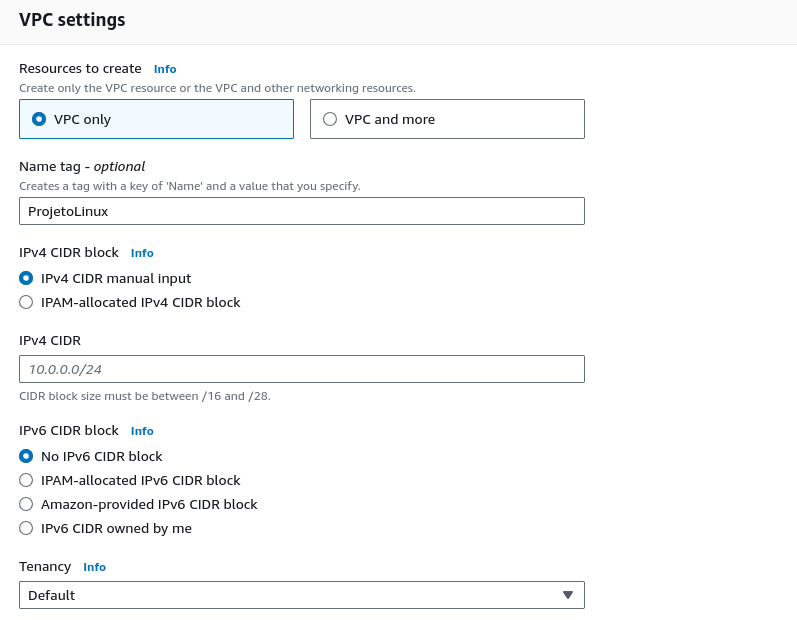 VPC settings
Resources to create Info
Create only the VPC resource or the VPC and other networking resources.
VPC only VPC and more
Name tag - optional
Creates a tag with a key of 'Name' and a value that you specify.
ProjetoLinux
IPv4 CIDR block Info
IPv4 CIDR manual input
IPAM-allocated IPv4 CIDR block
IPv4 CIDR
10.0.0.0/24
CIDR block size must be between /16 and /28.
IPv6 CIDR block Info
No IPv6 CIDR block
IPAM-allocated IPv6 CIDR block
Amazon-provided IPv6 CIDR block
IPv6 CIDR owned by me
Tenancy Info
Default